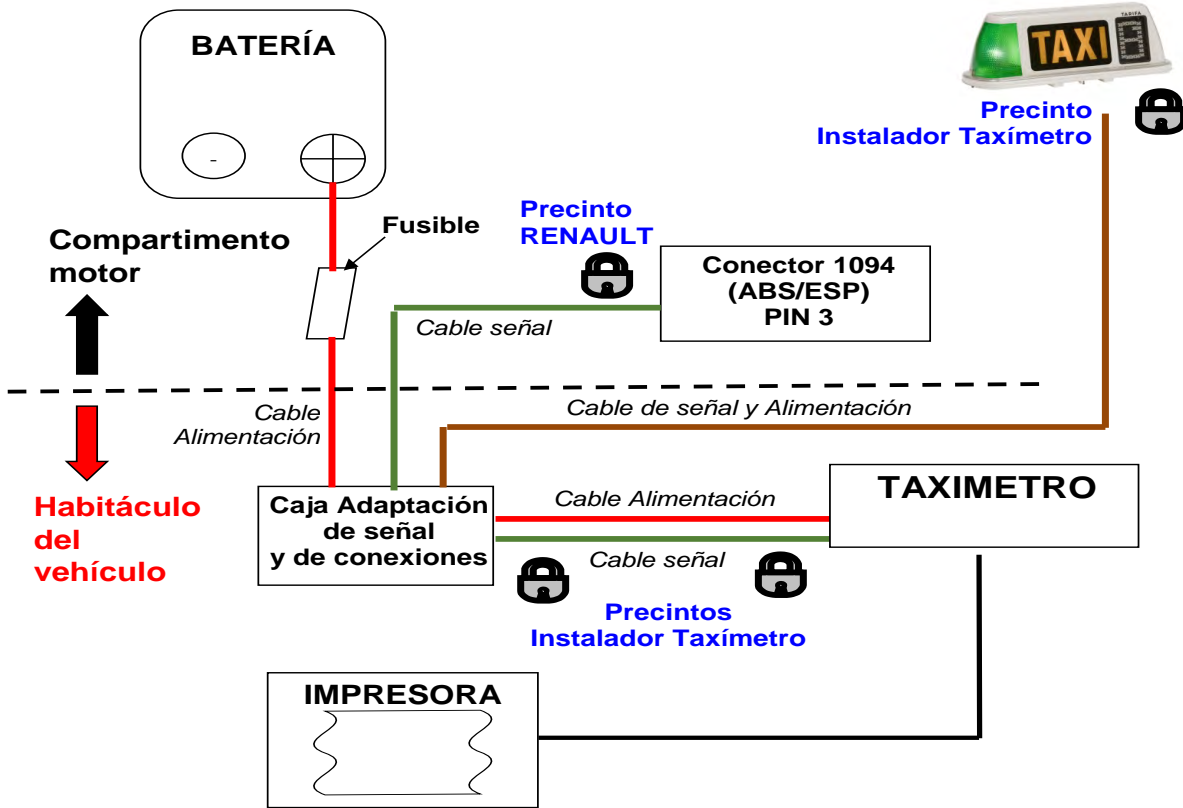 BATERÍA
-
TARIFA
TAXI
8
Precinto
Instalador Taxímetro
Fusible
Precinto
RENAULT
Compartimento
motor
Conector 1094
(ABS/ESP)
PIN 3
Cable señal
Cable
Alimentación
Cable de señal y Alimentación
Habitáculo
del
vehículo
Caja Adaptación
de señal
y de conexiones
Cable Alimentación
Cable señal
TAXIMETRO
Precintos
Instalador Taxímetro
IMPRESORA